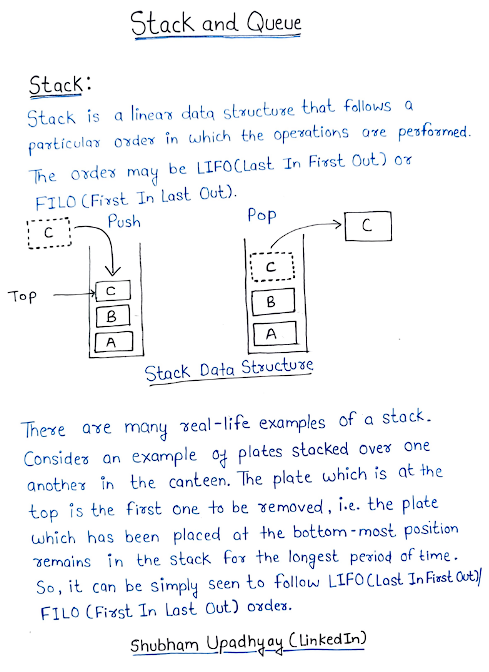 Stack and Queue
Stack:
Stack is a linear data structure that follows a
particular order in which the operations are performed.
The order may be LIFO(Last In First Out) or
FILO (First In Last Out).
Push
Pop
C
C
Top
C
B
A
C
B
A
Stack Data Structure
There are many real-life examples of a stack.
Consider an example of plates stacked over one
another in the canteen. The plate which is at the
top is the first one to be removed, i.e. the plate
which has been placed at the bottom-most position
remains in the stack for the longest period of time.
So, it can be simply seen to follow LIFO(Last In First Out)/
FILO (First In Last Out) order.
Shubham Upadhyay (LinkedIn)